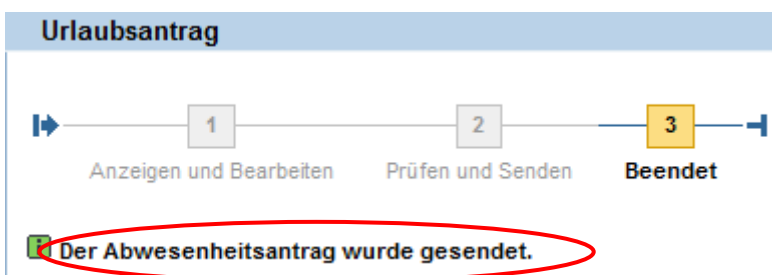 Urlaubsantrag
1 2 3
Anzeigen und Bearbeiten Prüfen und Senden Beendet
Der Abwesenheitsantrag wurde gesendet.